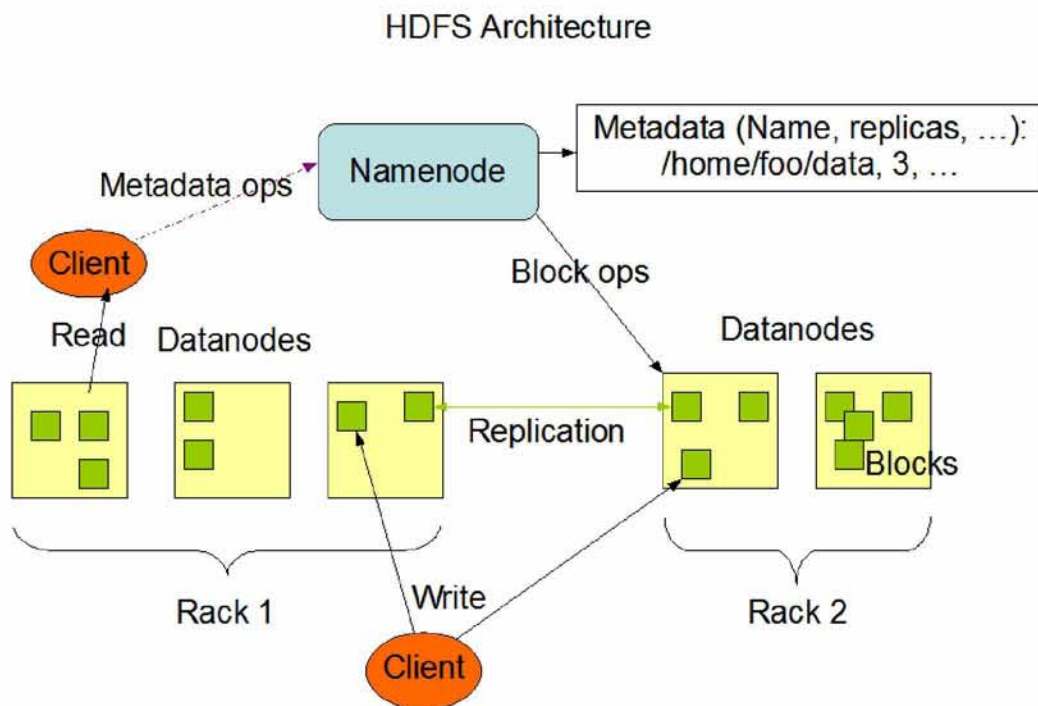 HDFS Architecture
Metadata (Name, replicas, …):
/home/foo/data, 3, …
Namenode
Metadata ops
Client
Block ops
Read
Datanodes
Datanodes
Replication
Blocks
Rack 1
Write
Rack 2
Client